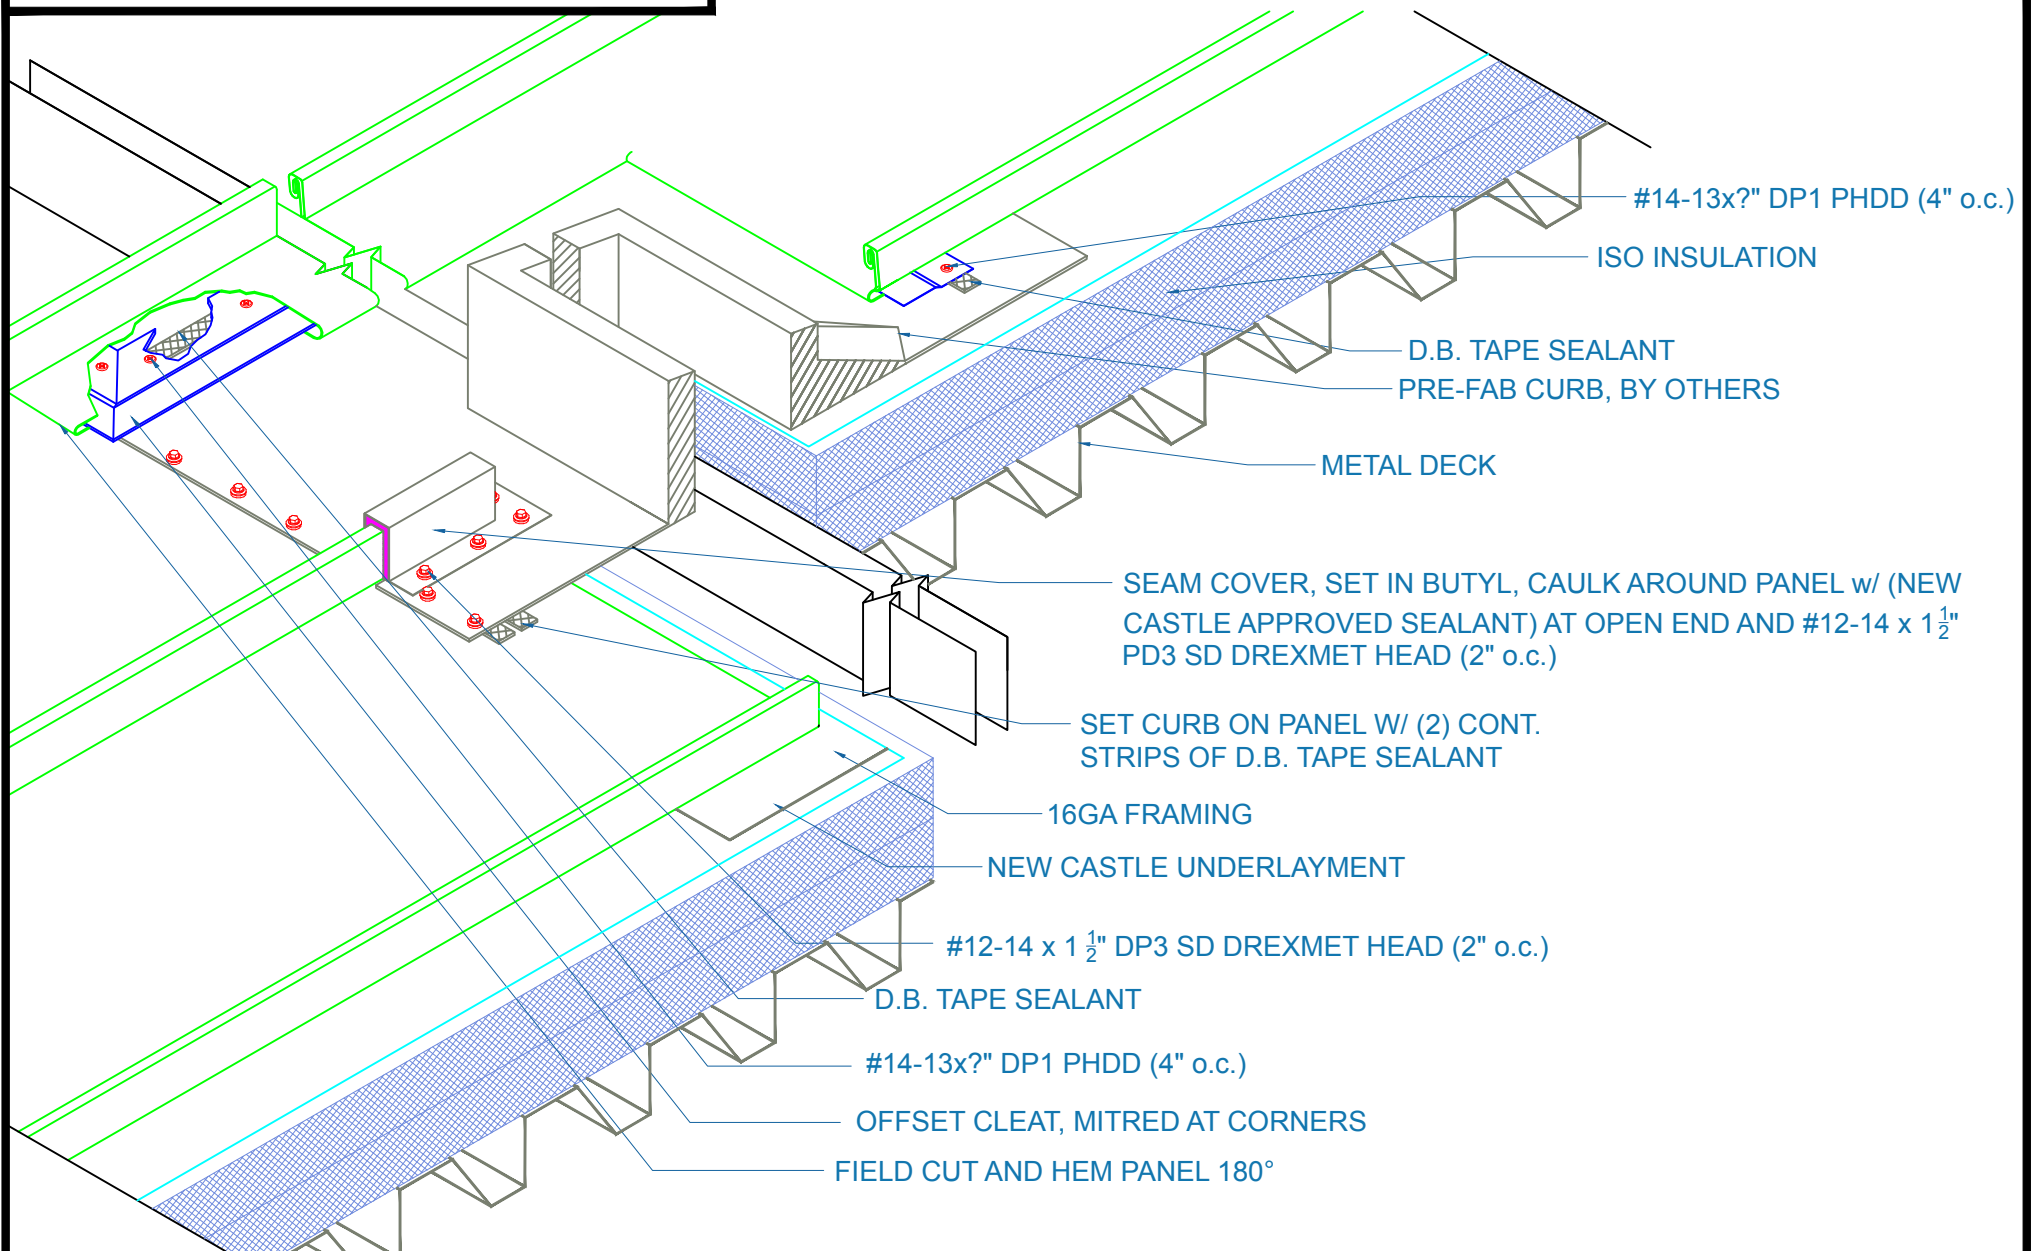 #14-13x?" DP1 PHDD (4" o.c.)
ISO INSULATION
D.B. TAPE SEALANT
PRE-FAB CURB, BY OTHERS
METAL DECK
SEAM COVER, SET IN BUTYL, CAULK AROUND PANEL w/ (NEW
CASTLE APPROVED SEALANT) AT OPEN END AND #12-14 x 1 1/2"
PD3 SD DREXMET HEAD (2" o.c.)
SET CURB ON PANEL W/ (2) CONT.
STRIPS OF D.B. TAPE SEALANT
16GA FRAMING
NEW CASTLE UNDERLAYMENT
#12-14 x 1 1/2" DP3 SD DREXMET HEAD (2" o.c.)
D.B. TAPE SEALANT
#14-13x?" DP1 PHDD (4" o.c.)
OFFSET CLEAT, MITRED AT CORNERS
FIELD CUT AND HEM PANEL 180°